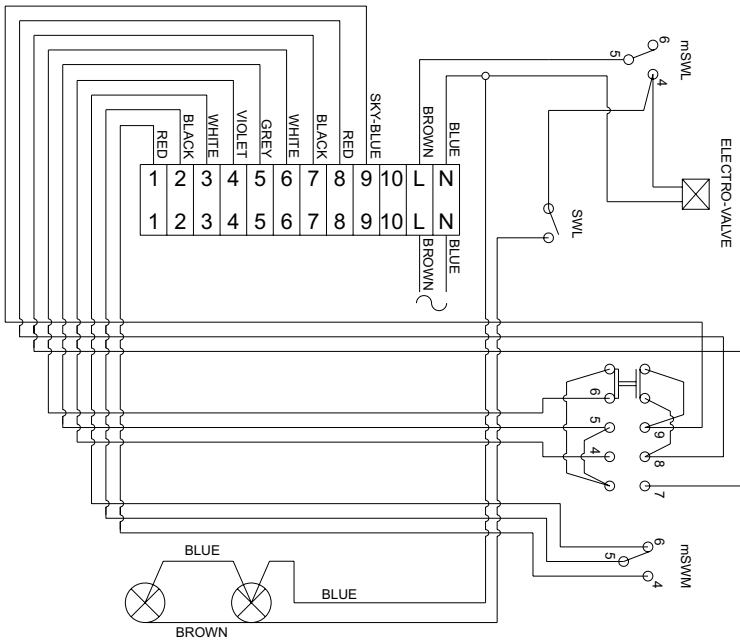 mSWL
6
5
4
ELECTRO-VALVE
SWL
RED
BLACK
WHITE
VIOLET
GREY
WHITE
BLACK
RED
SKY-BLUE
BROWN
BLUE
1 2 3 4 5 6 7 8 9 10 L N
1 2 3 4 5 6 7 8 9 10 L N
BROWN
BLUE
6
5
4
9
8
7
mSWM
6
5
4
BLUE
BLUE
BROWN